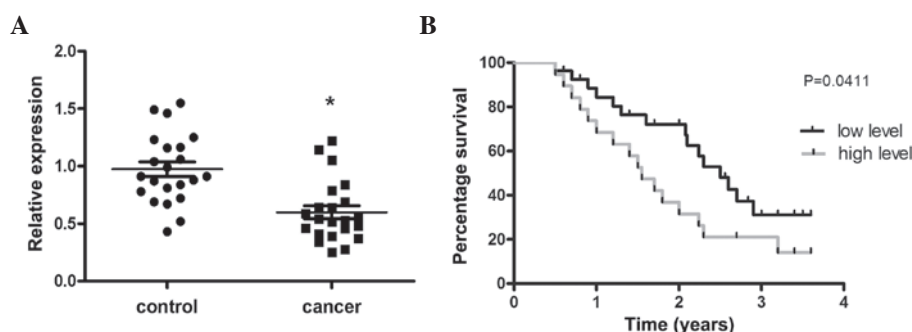 A
Relative expression
2.0
1.5
1.0
0.5
0.0
control
cancer
*
B
Percentage survival
100
80
60
40
20
0
0
1
2
3
4
Time (years)
P=0.0411
low level
high level